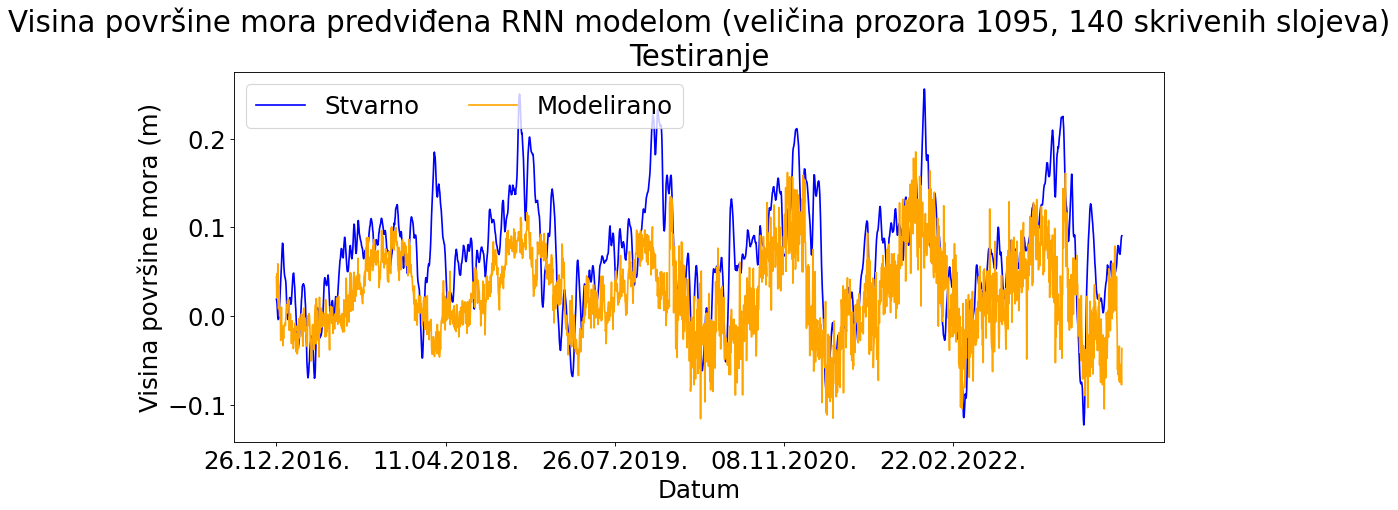 Visina površine mora predviđena RNN modelom (veličina prozora 1095, 140 skrivenih slojeva)
Testiranje
Stvarno
Modelirano
Visina površine mora (m)
0.2
0.1
0.0
−0.1
26.12.2016.
11.04.2018.
26.07.2019.
08.11.2020.
22.02.2022.
Datum